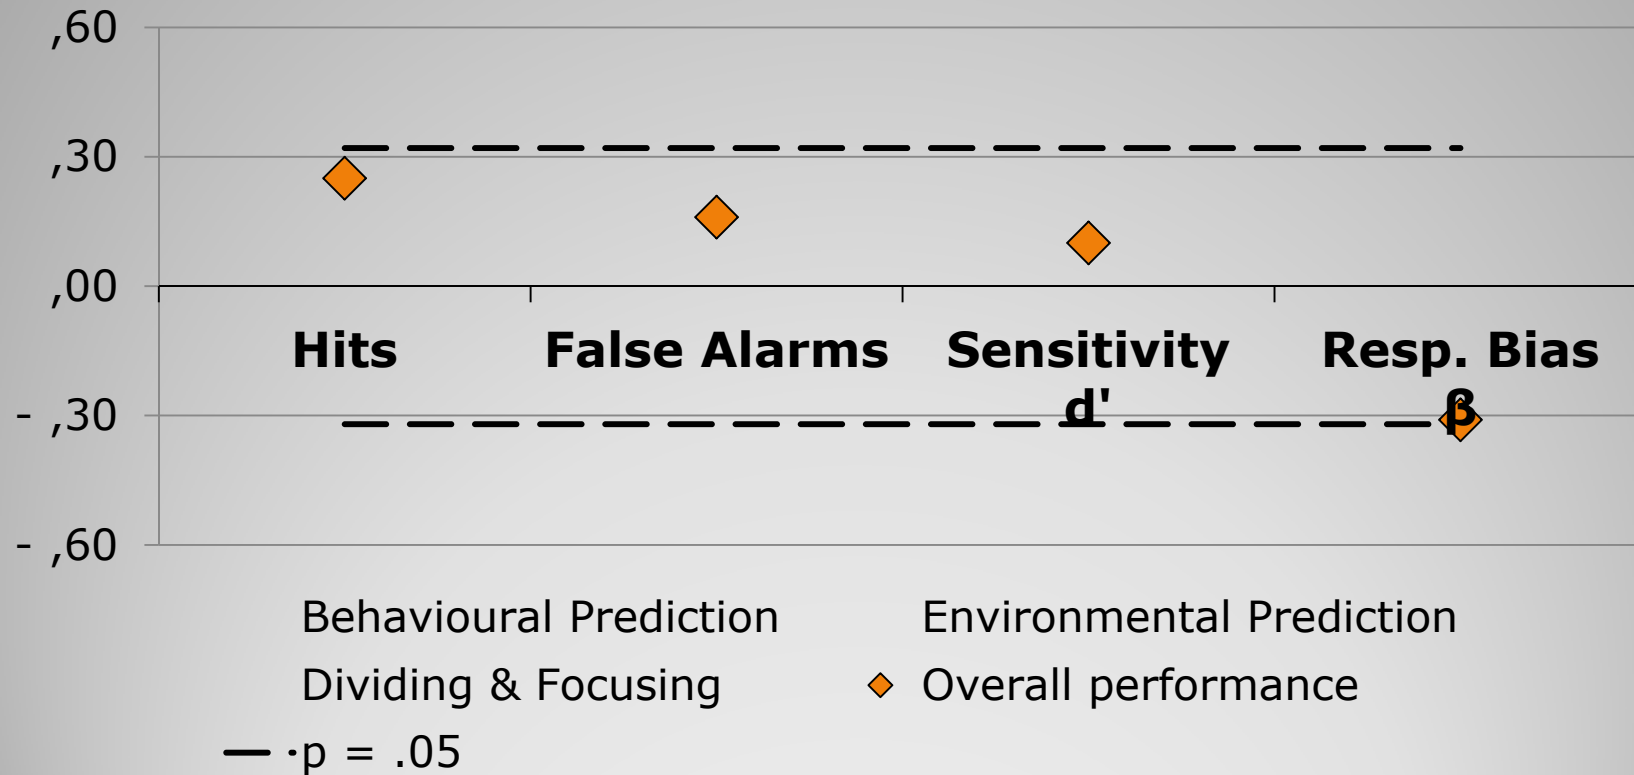 ,60
,30
,00
Hits False Alarms Sensitivity d' Resp. Bias β
- ,30
- ,60
Behavioural Prediction Environmental Prediction
Dividing & Focusing Overall performance
p = .05